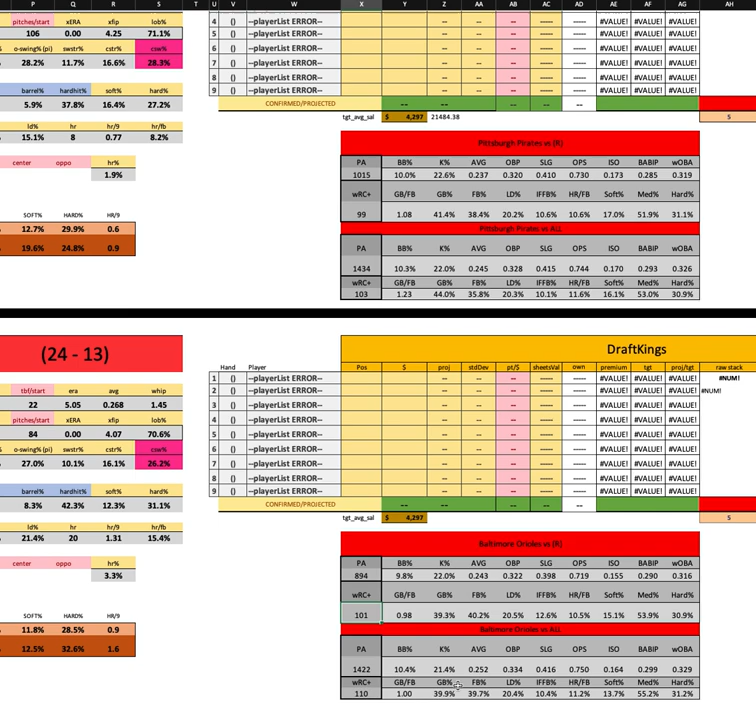 P Q R S T U V W X Y Z AA AB AC AD AE AF AG AH
pitches/start xERA xfip lob%
106 0.00 4.25 71.1%
o-swing% (pi) swstr% cstr% csw%
28.2% 11.7% 16.6% 28.3%
barrel% hardhit% soft% hard%
5.9% 37.8% 16.4% 27.2%
ld% hr hr/9 hr/fb
15.1% 8 0.77 8.2%
center oppo hr%
1.9%
SOFT% HARD% HR/9
12.7% 29.9% 0.6
19.6% 24.8% 0.9
4 () --playerList ERROR-- -- -- -- ----- ----- #VALUE! #VALUE! #VALUE!
5 () --playerList ERROR-- -- -- -- ----- ----- #VALUE! #VALUE! #VALUE!
6 () --playerList ERROR-- -- -- -- ----- ----- #VALUE! #VALUE! #VALUE!
7 () --playerList ERROR-- -- -- -- ----- ----- #VALUE! #VALUE! #VALUE!
8 () --playerList ERROR-- -- -- -- ----- ----- #VALUE! #VALUE! #VALUE!
9 () --playerList ERROR-- -- -- -- ----- ----- #VALUE! #VALUE! #VALUE!
CONFIRMED/PROJECTED -- -- -- -- --
tgt_avg_sal $ 4,297 21484.38 5
Pittsburgh Pirates vs (R)
PA BB% K% AVG OBP SLG OPS ISO BABIP wOBA
1015 10.0% 22.6% 0.237 0.320 0.410 0.730 0.173 0.285 0.319
wRC+ GB/FB GB% FB% LD% IFFB% HR/FB Soft% Med% Hard%
99 1.08 41.4% 38.4% 20.2% 10.6% 10.6% 17.0% 51.9% 31.1%
Pittsburgh Pirates vs ALL
PA BB% K% AVG OBP SLG OPS ISO BABIP wOBA
1434 10.3% 22.0% 0.245 0.328 0.415 0.744 0.170 0.293 0.326
wRC+ GB/FB GB% FB% LD% IFFB% HR/FB Soft% Med% Hard%
103 1.23 44.0% 35.8% 20.3% 10.1% 11.6% 16.1% 53.0% 30.9%
(24 - 13)
tbf/start era avg whip
22 5.05 0.268 1.45
pitches/start xERA xfip lob%
84 0.00 4.07 70.6%
o-swing% (pi) swstr% cstr% csw%
27.0% 10.1% 16.1% 26.2%
barrel% hardhit% soft% hard%
8.3% 42.3% 12.3% 31.1%
ld% hr hr/9 hr/fb
21.4% 20 1.31 15.4%
center oppo hr%
3.3%
SOFT% HARD% HR/9
11.8% 28.5% 0.9
12.5% 32.6% 1.6
DraftKings
Hand Player Pos $ proj stdDev pt/$ sheetsVal own premium tgt proj/tgt raw stack
1 () --playerList ERROR-- -- -- -- ----- ----- #VALUE! #VALUE! #VALUE! #NUM!
2 () --playerList ERROR-- -- -- -- ----- ----- #VALUE! #VALUE! #VALUE! #NUM!
3 () --playerList ERROR-- -- -- -- ----- ----- #VALUE! #VALUE! #VALUE!
4 () --playerList ERROR-- -- -- -- ----- ----- #VALUE! #VALUE! #VALUE!
5 () --playerList ERROR-- -- -- -- ----- ----- #VALUE! #VALUE! #VALUE!
6 () --playerList ERROR-- -- -- -- ----- ----- #VALUE! #VALUE! #VALUE!
7 () --playerList ERROR-- -- -- -- ----- ----- #VALUE! #VALUE! #VALUE!
8 () --playerList ERROR-- -- -- -- ----- ----- #VALUE! #VALUE! #VALUE!
9 () --playerList ERROR-- -- -- -- ----- ----- #VALUE! #VALUE! #VALUE!
CONFIRMED/PROJECTED -- -- -- -- --
tgt_avg_sal $ 4,297 5
Baltimore Orioles vs (R)
PA BB% K% AVG OBP SLG OPS ISO BABIP wOBA
894 9.8% 22.0% 0.243 0.322 0.398 0.719 0.155 0.290 0.316
wRC+ GB/FB GB% FB% LD% IFFB% HR/FB Soft% Med% Hard%
101 0.98 39.3% 40.2% 20.5% 12.6% 10.5% 15.1% 53.9% 30.9%
Baltimore Orioles vs ALL
PA BB% K% AVG OBP SLG OPS ISO BABIP wOBA
1422 10.4% 21.4% 0.252 0.334 0.416 0.750 0.164 0.299 0.329
wRC+ GB/FB GB% FB% LD% IFFB% HR/FB Soft% Med% Hard%
110 1.00 39.9% 39.7% 20.4% 10.4% 11.2% 13.7% 55.2% 31.2%